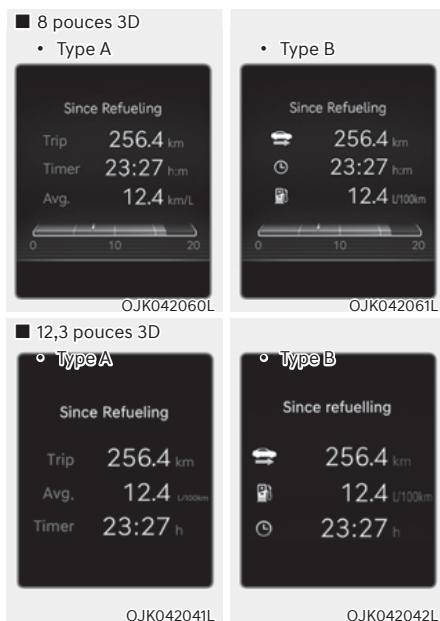 ■ 8 pouces 3D
• Type A
Since Refueling
Trip 256.4 km
Timer 23:27 h:m
Avg. 12.4 km/L
0 10 20
OJK042060L
• Type B
Since Refueling
256.4 km
23:27 h:m
12.4 L/100km
0 10 20
OJK042061L
■ 12,3 pouces 3D
• Type A
Since Refueling
Trip 256.4 km
Avg. 12.4 L/100km
Timer 23:27 h
OJK042041L
• Type B
Since refuelling
256.4 km
12.4 L/100km
23:27 h
OJK042042L